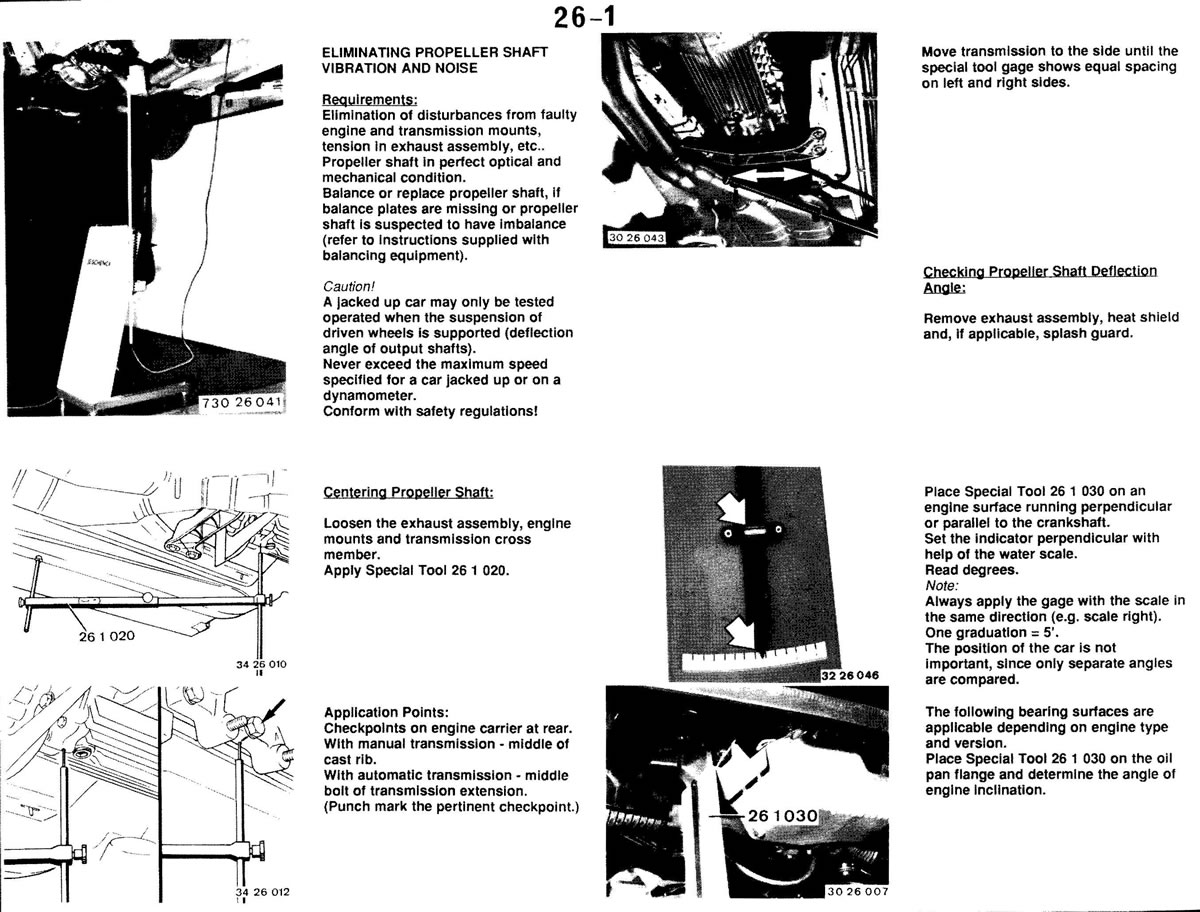 26-1
ELIMINATING PROPELLER SHAFT
VIBRATION AND NOISE
Requirements:
Elimination of disturbances from faulty
engine and transmission mounts,
tension in exhaust assembly, etc..
Propeller shaft in perfect optical and
mechanical condition.
Balance or replace propeller shaft, if
balance plates are missing or propeller
shaft is suspected to have imbalance
(refer to instructions supplied with
balancing equipment).
Caution!
A jacked up car may only be tested
operated when the suspension of
driven wheels is supported (deflection
angle of output shafts).
Never exceed the maximum speed
specified for a car jacked up or on a
dynamometer.
Conform with safety regulations!
730 26 041
Centering Propeller Shaft:
Loosen the exhaust assembly, engine
mounts and transmission cross
member.
Apply Special Tool 26 1 020.
26 1 020
34 26 010
Application Points:
Checkpoints on engine carrier at rear.
With manual transmission - middle of
cast rib.
With automatic transmission - middle
bolt of transmission extension.
(Punch mark the pertinent checkpoint.)
34 26 012
Move transmission to the side until the
special tool gage shows equal spacing
on left and right sides.
30 26 043
Checking Propeller Shaft Deflection
Angle:
Remove exhaust assembly, heat shield
and, if applicable, splash guard.
Place Special Tool 26 1 030 on an
engine surface running perpendicular
or parallel to the crankshaft.
Set the indicator perpendicular with
help of the water scale.
Read degrees.
Note:
Always apply the gage with the scale in
the same direction (e.g. scale right).
One graduation = 5'.
The position of the car is not
important, since only separate angles
are compared.
32 26 046
The following bearing surfaces are
applicable depending on engine type
and version.
Place Special Tool 26 1 030 on the oil
pan flange and determine the angle of
engine inclination.
26 1 030
30 26 007